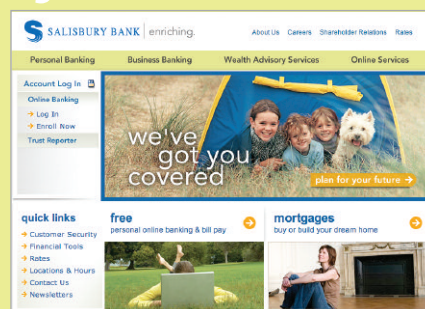 SALISBURY BANK enriching.
About Us Careers Shareholder Relations Rates
Personal Banking Business Banking Wealth Advisory Services Online Services
Account Log In
Online Banking
Log In
Enroll Now
Trust Reporter
we've
got you
covered
plan for your future
quick links
Customer Security
Financial Tools
Rates
Locations & Hours
Contact Us
Newsletters
free
personal online banking & bill pay
mortgages
buy or build your dream home